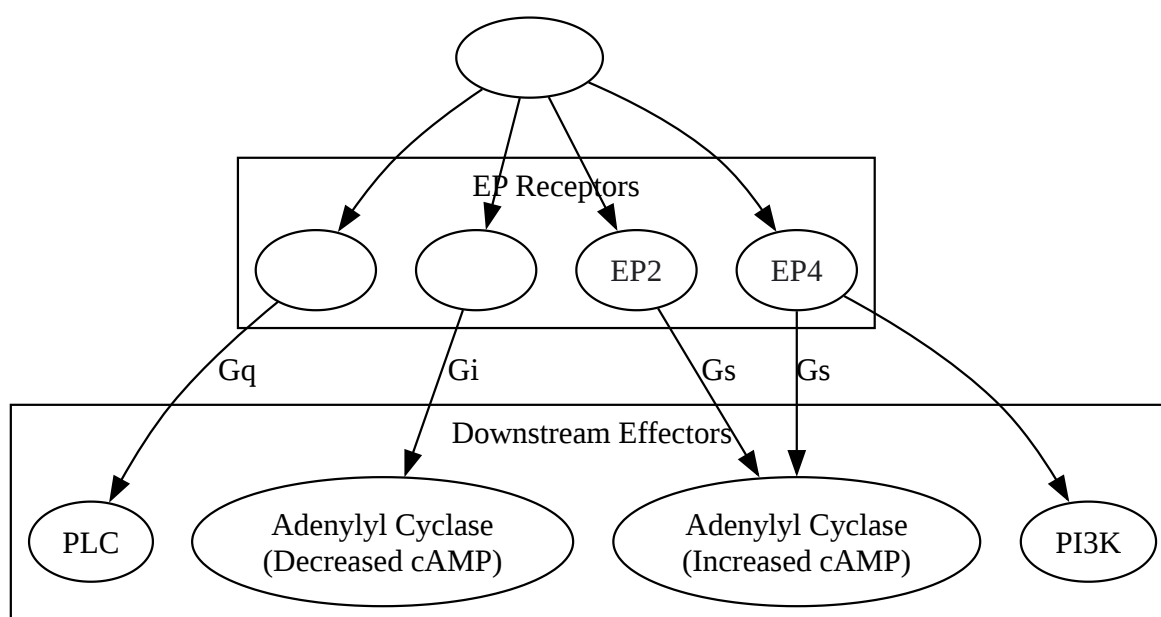 EP Receptors
EP2
EP4
Gq
Gi
Gs
Gs
Downstream Effectors
PLC
Adenylyl Cyclase
(Decreased cAMP)
Adenylyl Cyclase
(Increased cAMP)
PI3K